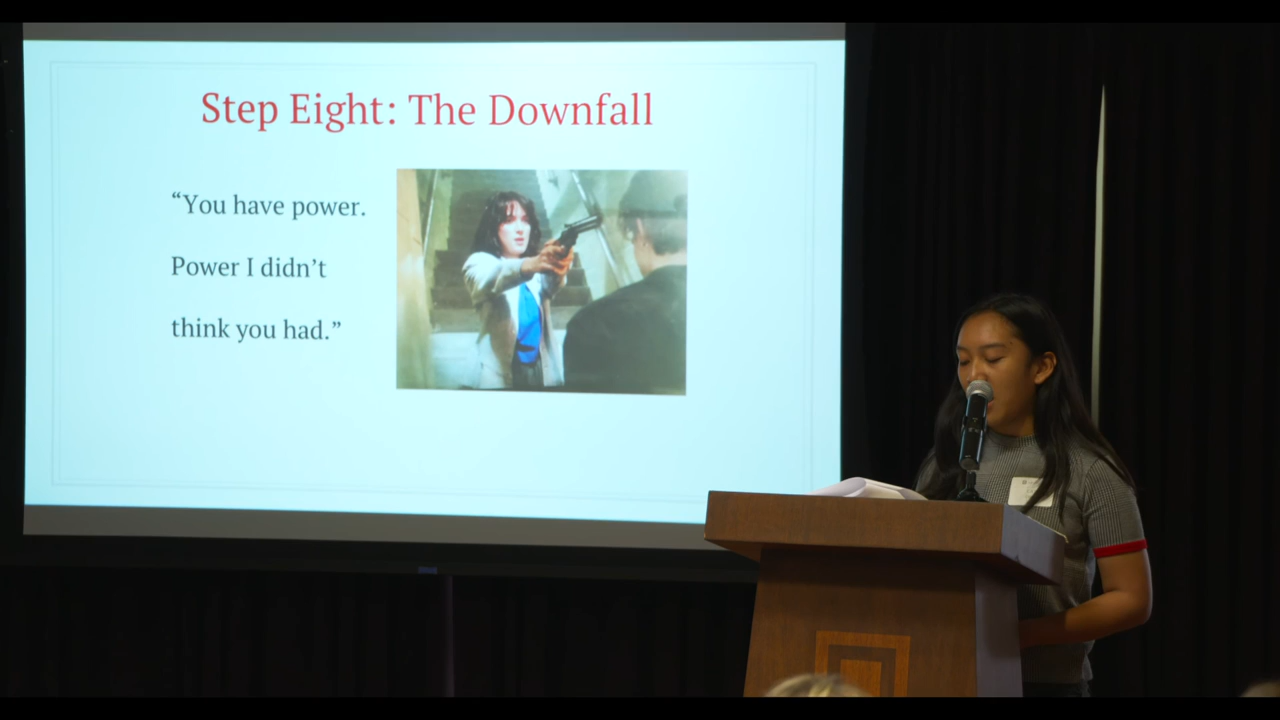 Step Eight: The Downfall
“You have power.
Power I didn’t
think you had.”